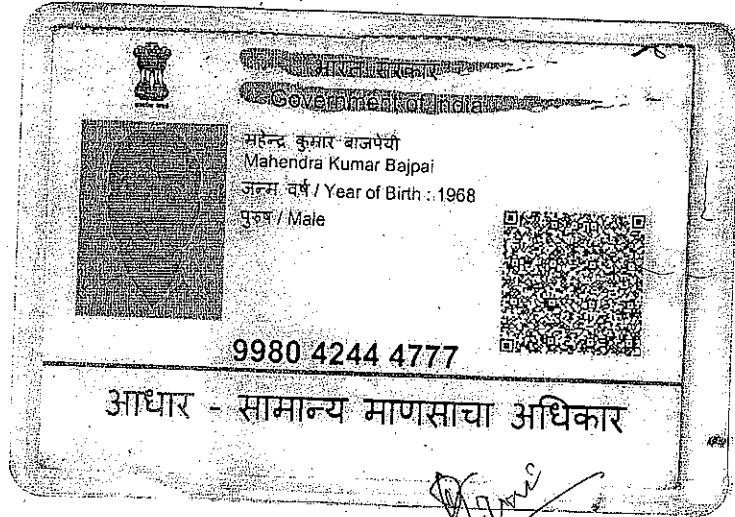 भारत सरकार
Government of India
महेन्द्र कुमार बाजपेयी
Mahendra Kumar Bajpai
जन्म वर्ष / Year of Birth : 1968
पुरुष / Male
9980 4244 4777
आधार - सामान्य माणसाचा अधिकार